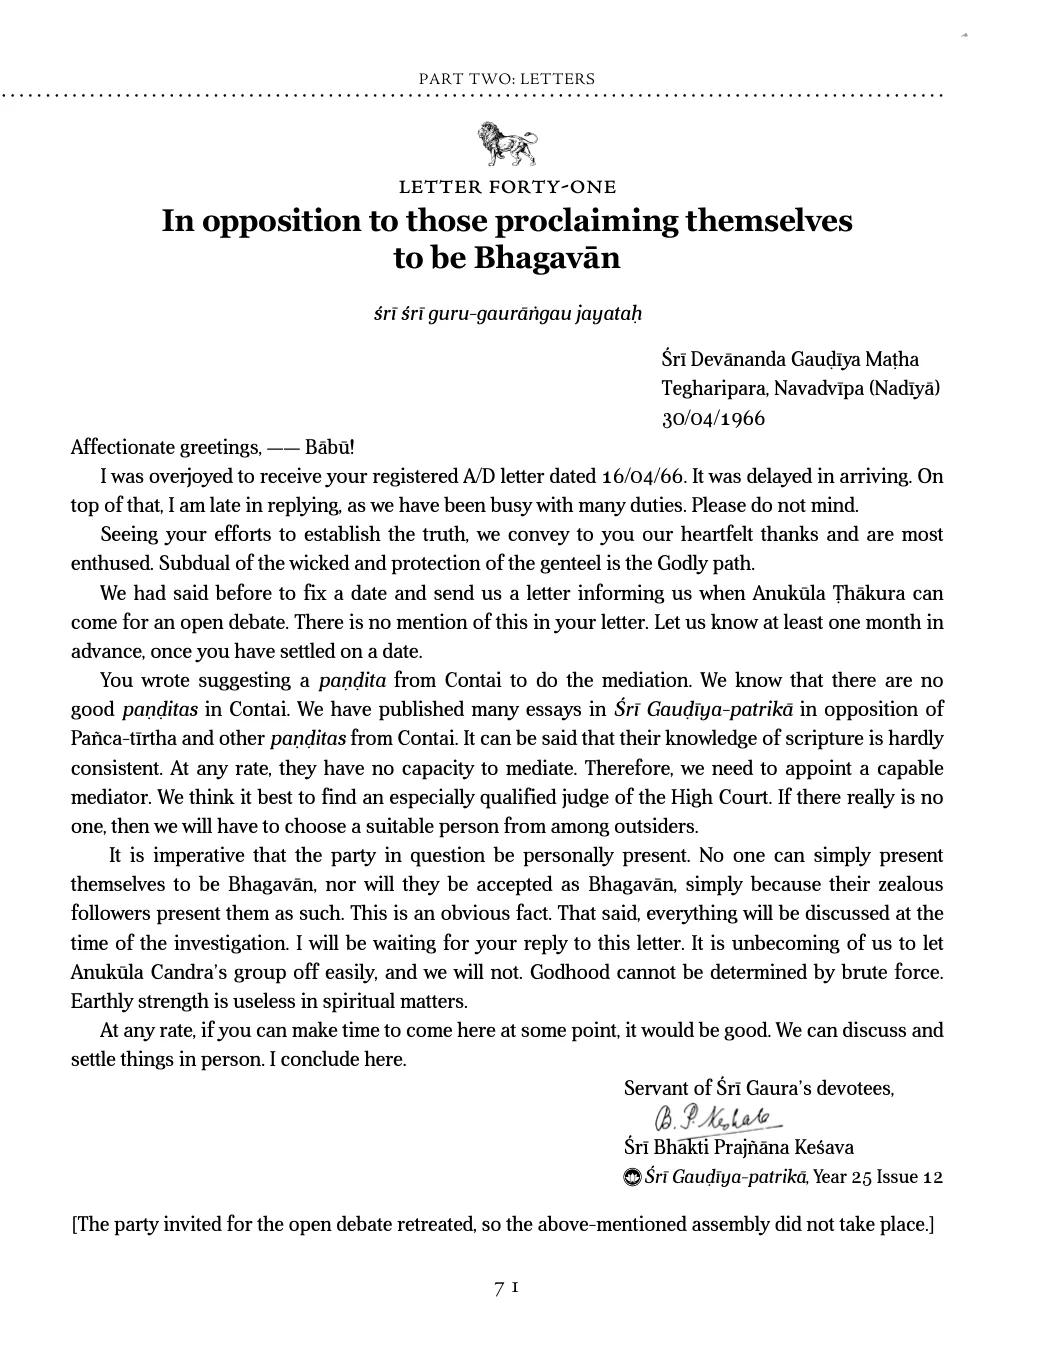 PART TWO: LETTERS
LETTER FORTY-ONE
In opposition to those proclaiming themselves
to be Bhagavān
śrī śrī guru-gaurāṅgau jayataḥ
Śrī Devānanda Gauḍīya Maṭha
Tegharipara, Navadvīpa (Nadīyā)
30/04/1966
Affectionate greetings, —— Bābū!
I was overjoyed to receive your registered A/D letter dated 16/04/66. It was delayed in arriving. On
top of that, I am late in replying, as we have been busy with many duties. Please do not mind.
Seeing your efforts to establish the truth, we convey to you our heartfelt thanks and are most
enthused. Subdual of the wicked and protection of the genteel is the Godly path.
We had said before to fix a date and send us a letter informing us when Anukūla Ṭhākura can
come for an open debate. There is no mention of this in your letter. Let us know at least one month in
advance, once you have settled on a date.
You wrote suggesting a paṇḍita from Contai to do the mediation. We know that there are no
good paṇḍitas in Contai. We have published many essays in Śrī Gauḍīya-patrikā in opposition of
Pañca-tīrtha and other paṇḍitas from Contai. It can be said that their knowledge of scripture is hardly
consistent. At any rate, they have no capacity to mediate. Therefore, we need to appoint a capable
mediator. We think it best to find an especially qualified judge of the High Court. If there really is no
one, then we will have to choose a suitable person from among outsiders.
It is imperative that the party in question be personally present. No one can simply present
themselves to be Bhagavān, nor will they be accepted as Bhagavān, simply because their zealous
followers present them as such. This is an obvious fact. That said, everything will be discussed at the
time of the investigation. I will be waiting for your reply to this letter. It is unbecoming of us to let
Anukūla Candra's group off easily, and we will not. Godhood cannot be determined by brute force.
Earthly strength is useless in spiritual matters.
At any rate, if you can make time to come here at some point, it would be good. We can discuss and
settle things in person. I conclude here.
Servant of Śrī Gaura's devotees,
B. P. Keshab
Śrī Bhakti Prajñāna Keśava
Śrī Gauḍīya-patrikā, Year 25 Issue 12
[The party invited for the open debate retreated, so the above-mentioned assembly did not take place.]
71